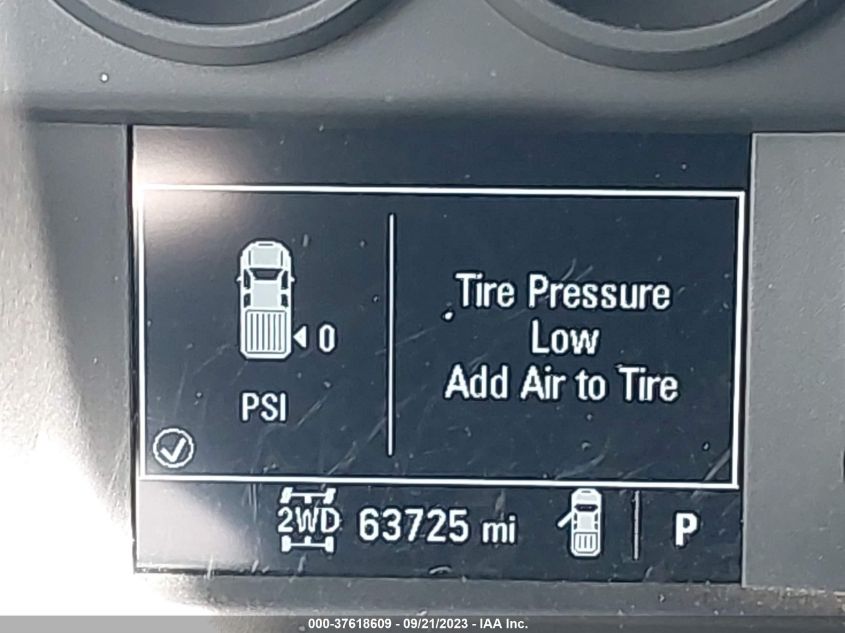 0
PSI
Tire Pressure
Low
Add Air to Tire
2WD 63725 mi P
000-37618609 - 09/21/2023 - IAA Inc.